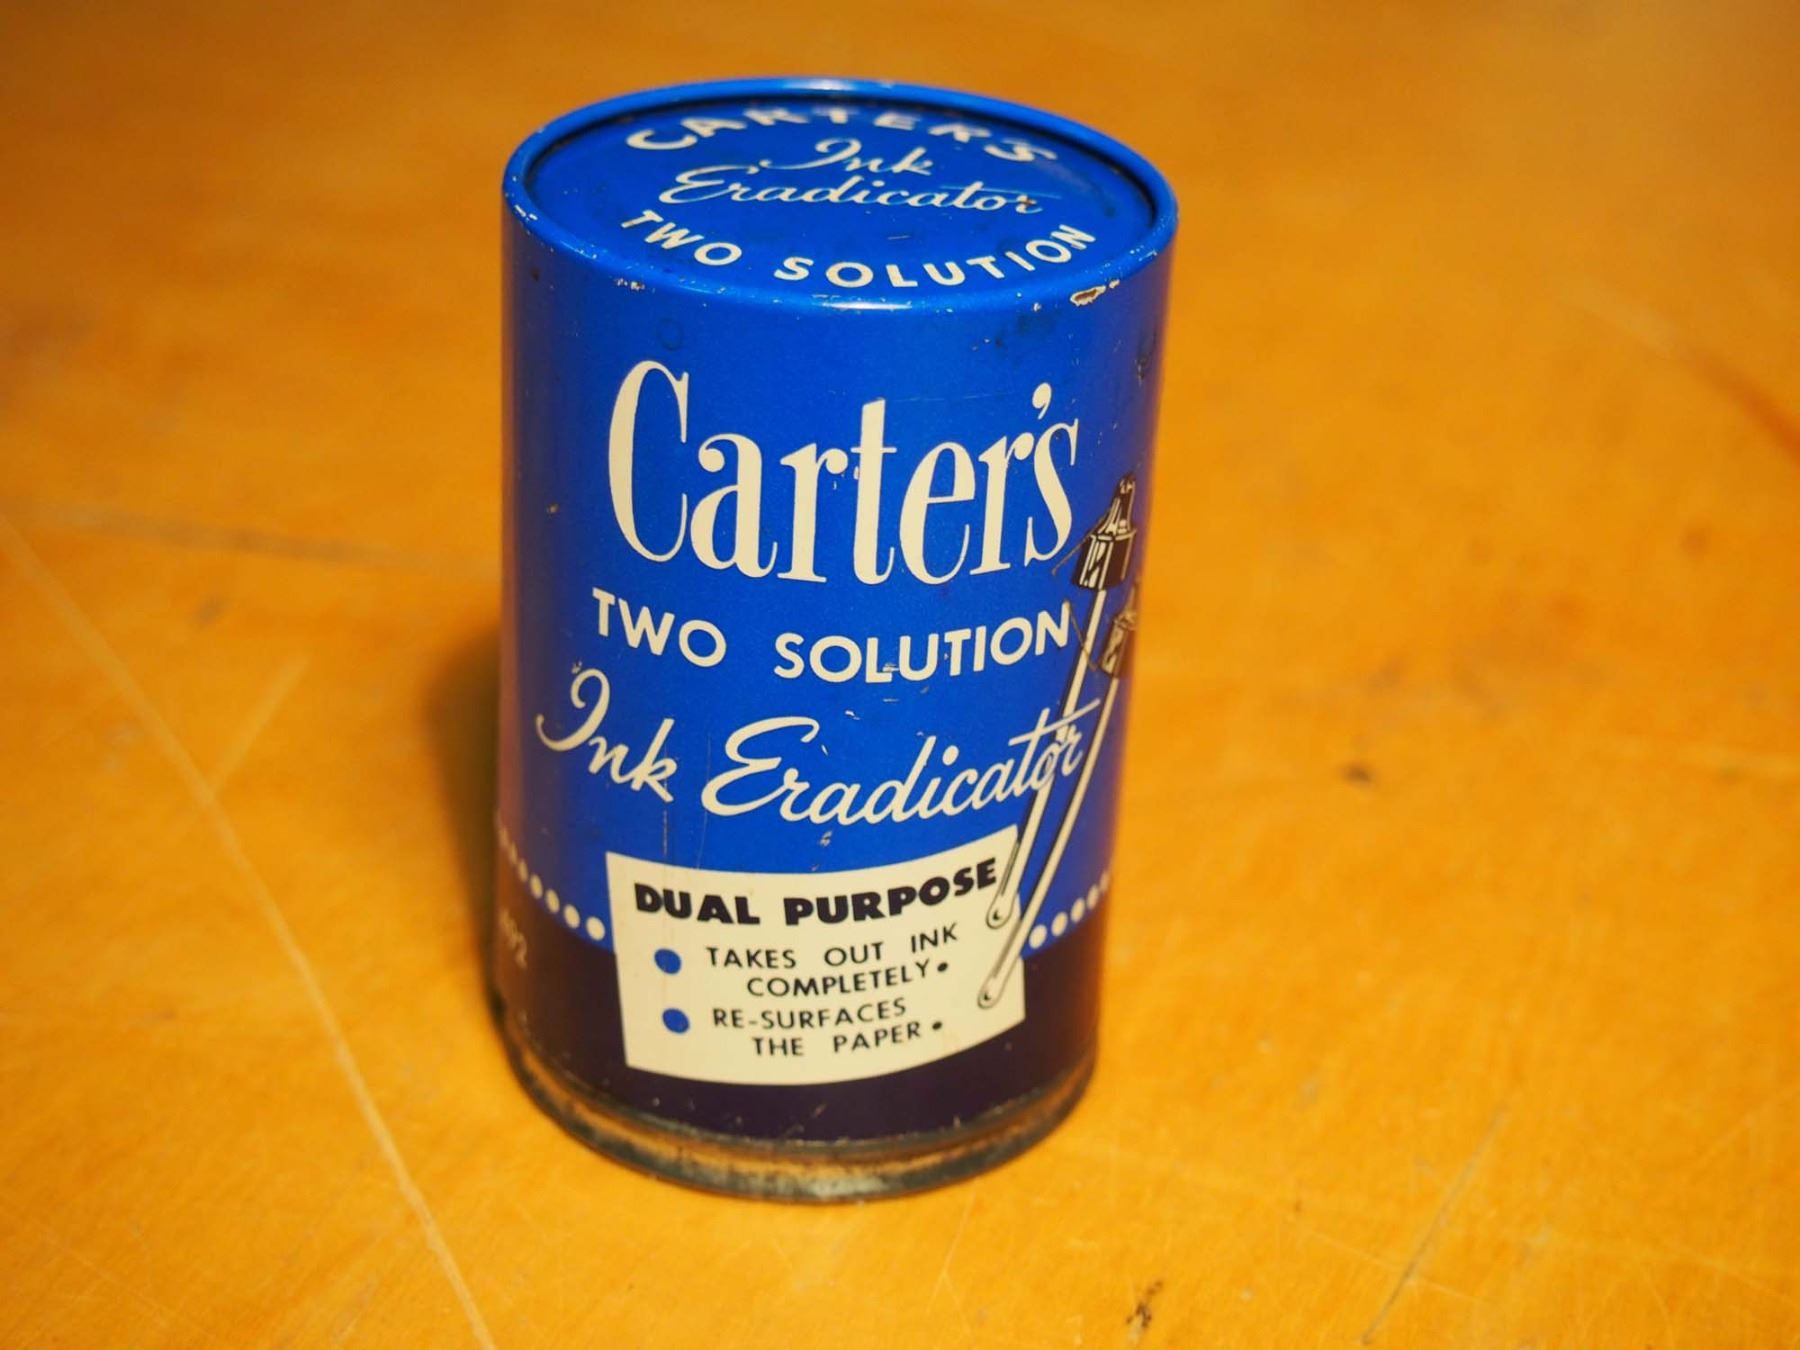 CARTER'S
Ink
Eradicator
TWO SOLUTION
Carter's
TWO SOLUTION
Ink Eradicator
DUAL PURPOSE
TAKES OUT INK
COMPLETELY.
RE-SURFACES
THE PAPER.